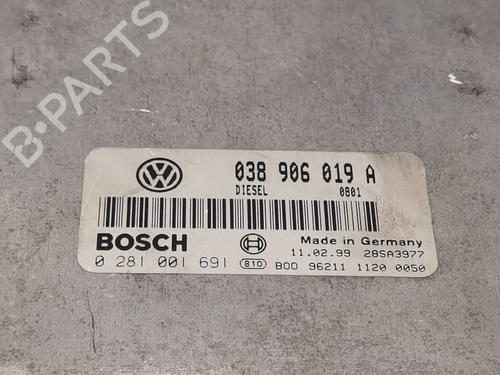 B-PARTS
038 906 019 A
DIESEL 0801
BOSCH
Made in Germany
11.02.99 28SA3977
0 281 001 691 810 B00 96211 1120 0050